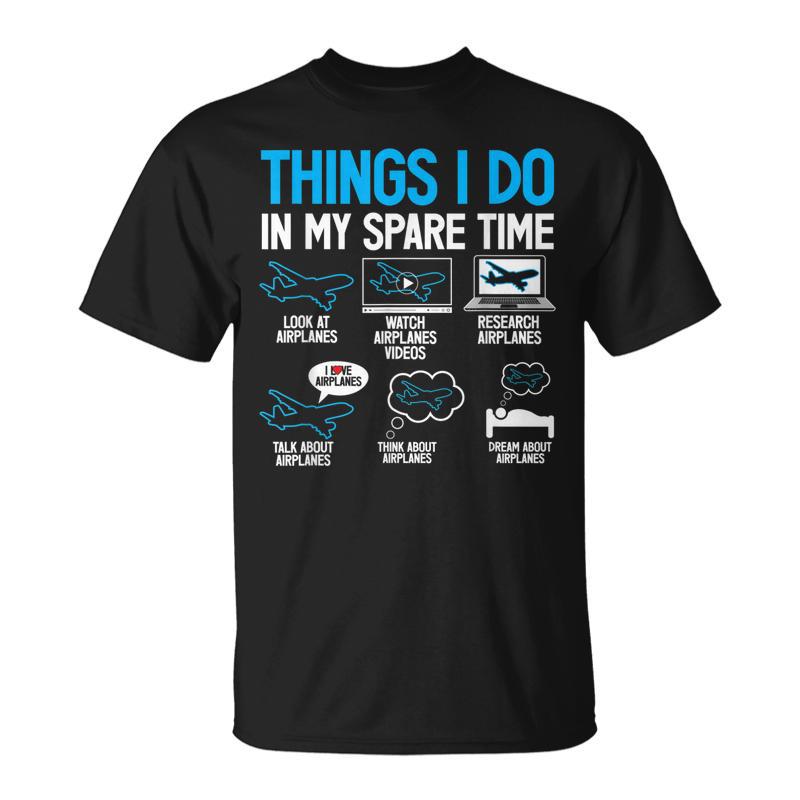 THINGS I DO
IN MY SPARE TIME
LOOK AT
AIRPLANES
WATCH
AIRPLANES
VIDEOS
RESEARCH
AIRPLANES
I LOVE
AIRPLANES
TALK ABOUT
AIRPLANES
THINK ABOUT
AIRPLANES
DREAM ABOUT
AIRPLANES